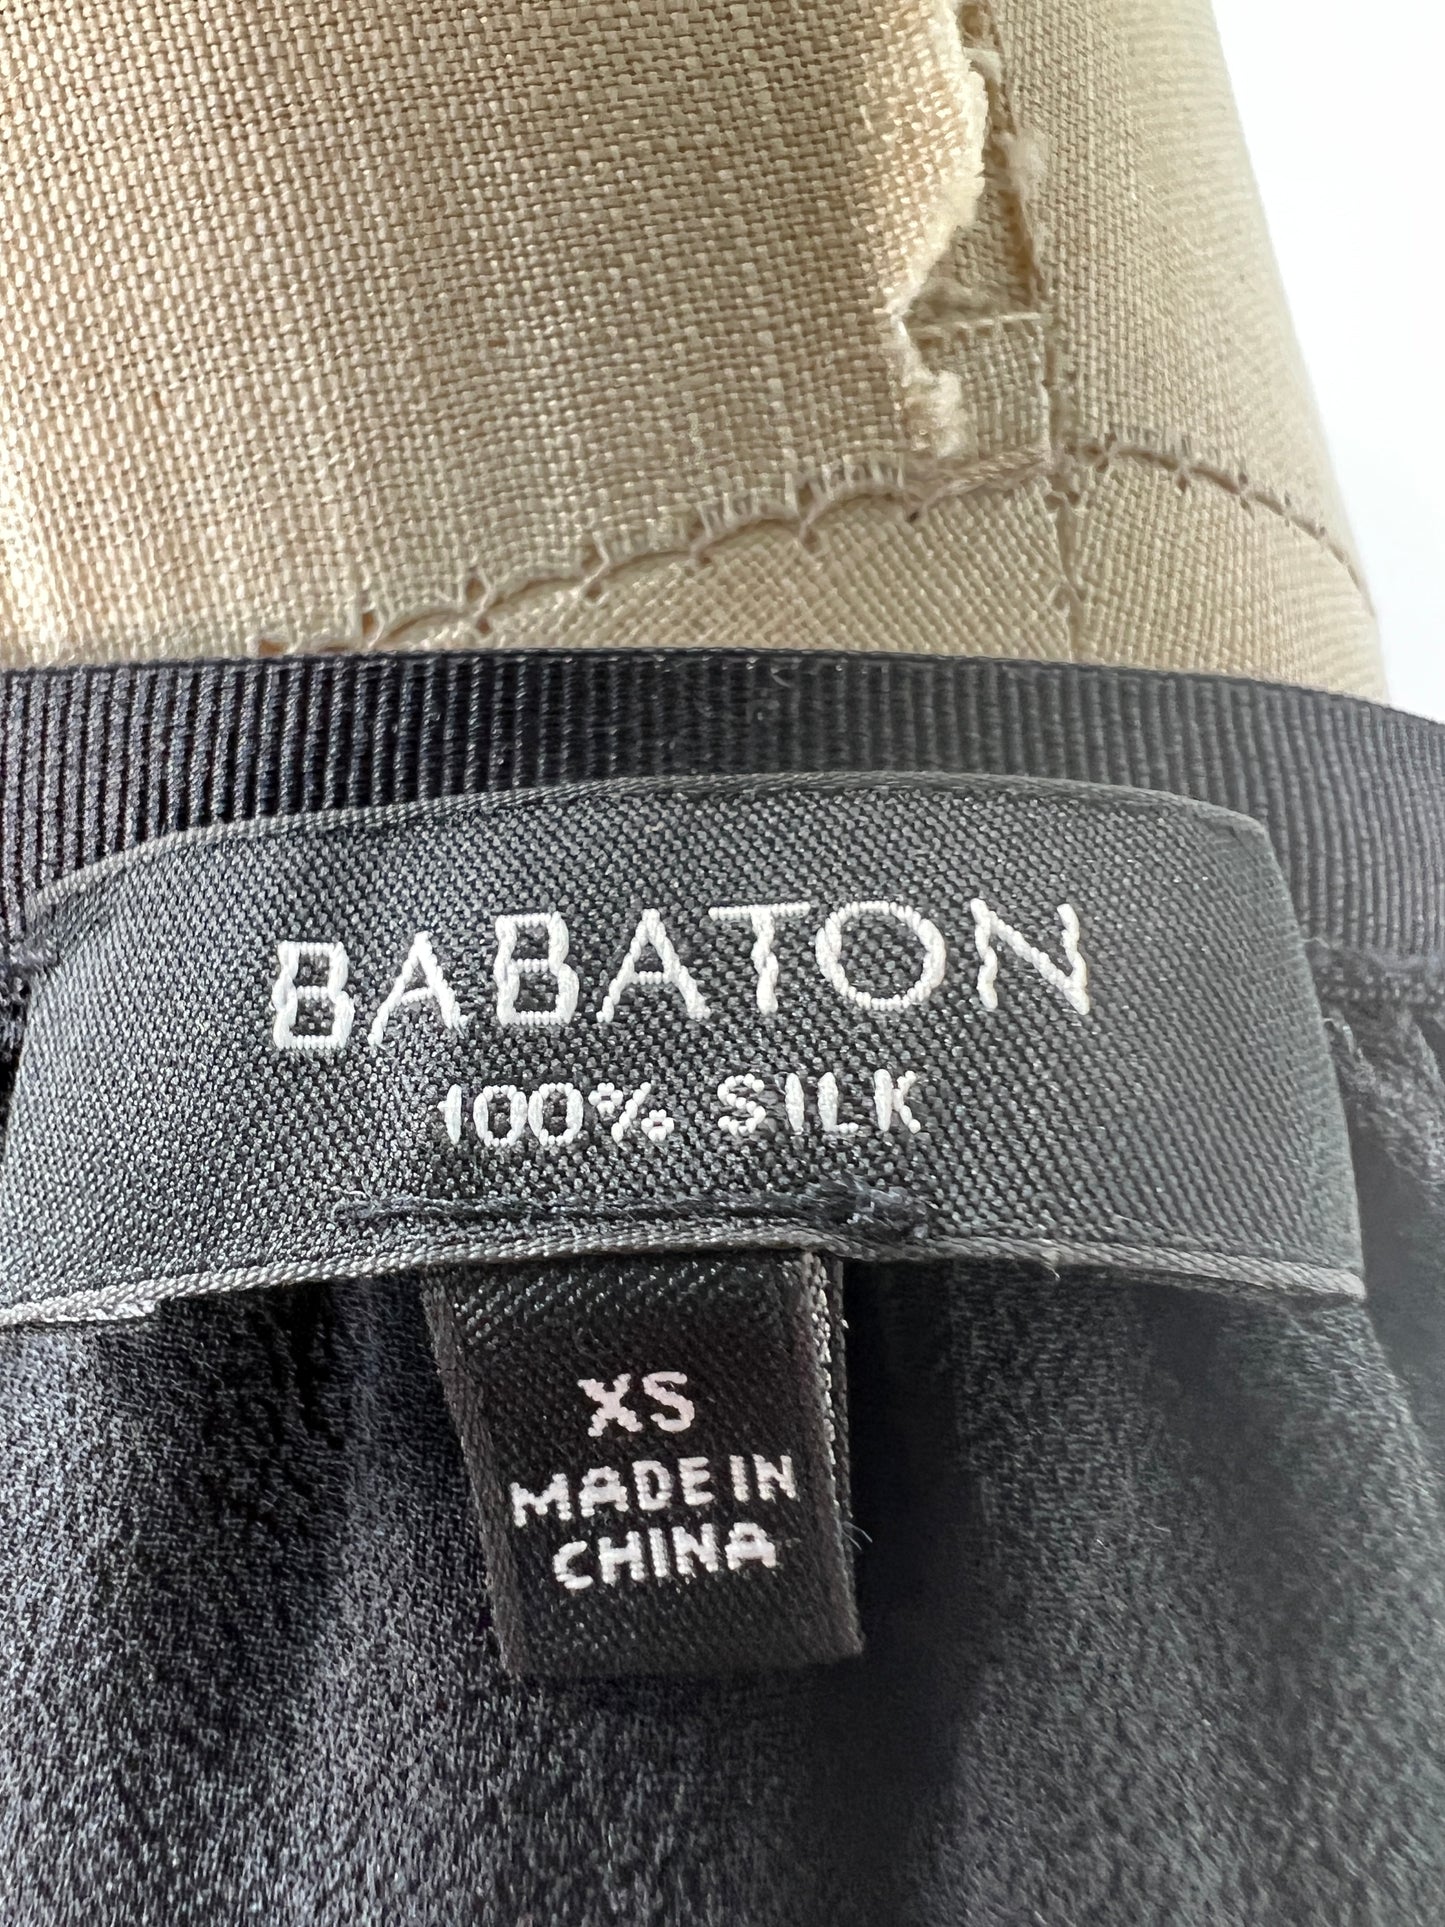 BABATON
100% SILK
XS
MADE IN
CHINA